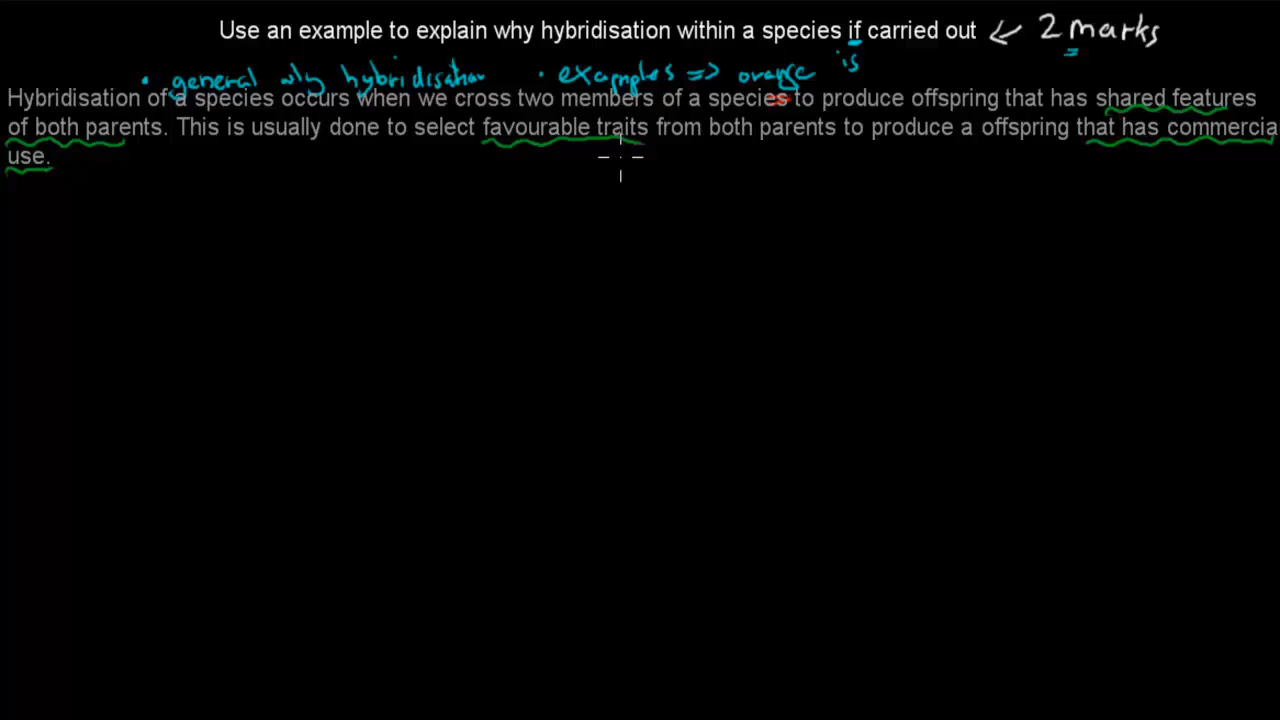 Use an example to explain why hybridisation within a species if carried out ← 2 marks
is
• general why hybridisation • examples => orange
Hybridisation of a species occurs when we cross two members of a species to produce offspring that has shared features
of both parents. This is usually done to select favourable traits from both parents to produce a offspring that has commercia
use.